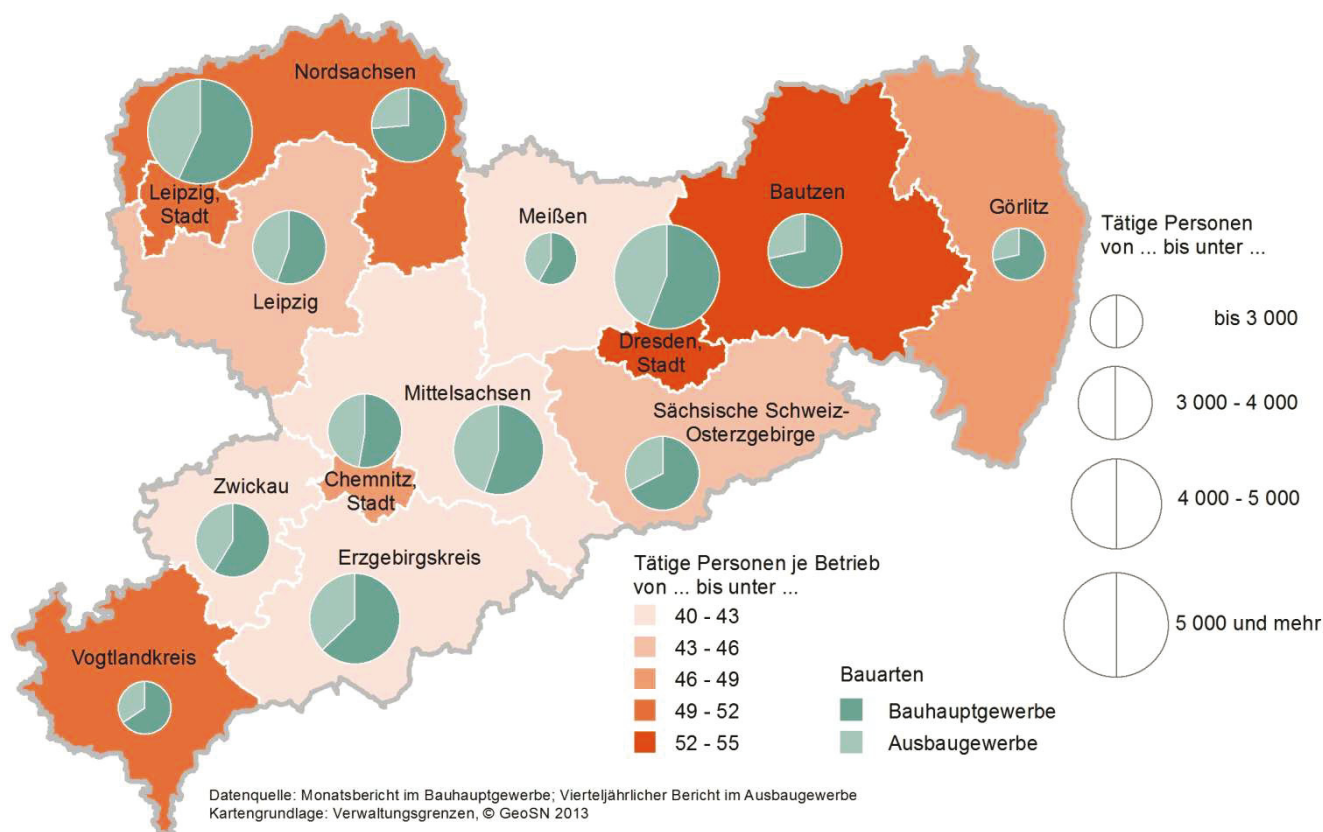 Nordsachsen
Leipzig,
Stadt
Leipzig
Meißen
Bautzen
Görlitz
Dresden,
Stadt
Mittelsachsen
Sächsische Schweiz-
Osterzgebirge
Chemnitz,
Stadt
Zwickau
Erzgebirgskreis
Vogtlandkreis
Tätige Personen
von ... bis unter ...
bis 3 000
3 000 - 4 000
4 000 - 5 000
5 000 und mehr
Tätige Personen je Betrieb
von ... bis unter ...
40 - 43
43 - 46
46 - 49
49 - 52
52 - 55
Bauarten
Bauhauptgewerbe
Ausbaugewerbe
Datenquelle: Monatsbericht im Bauhauptgewerbe; Vierteljährlicher Bericht im Ausbaugewerbe
Kartengrundlage: Verwaltungsgrenzen, © GeoSN 2013